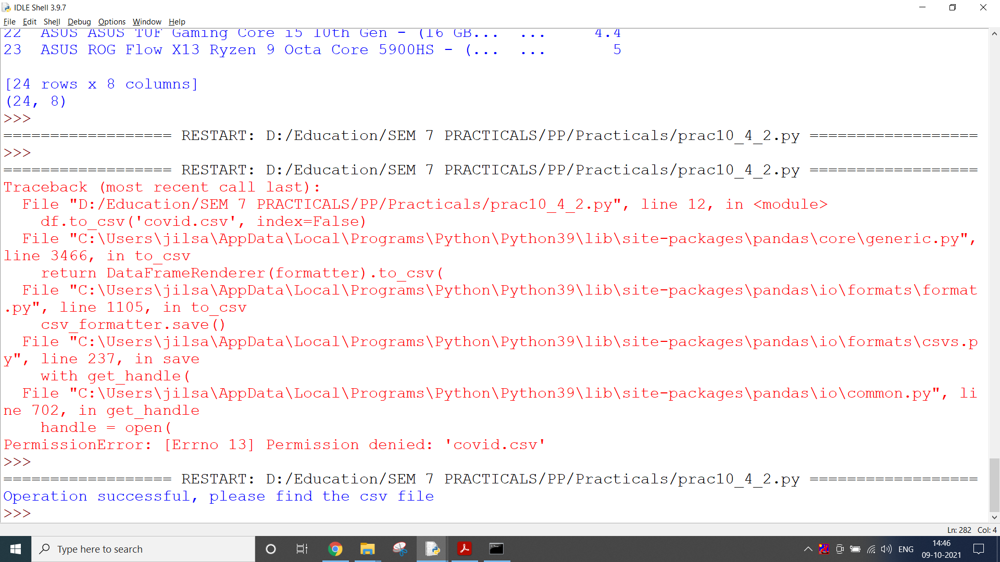 IDLE Shell 3.9.7
File Edit Shell Debug Options Window Help
22 ASUS ASUS TUF Gaming Core i5 10th Gen - (16 GB... ... 4.4
23 ASUS ROG Flow X13 Ryzen 9 Octa Core 5900HS - (... ... 5
[24 rows x 8 columns]
(24, 8)
>>>
================== RESTART: D:/Education/SEM 7 PRACTICALS/PP/Practicals/prac10_4_2.py ==================
>>>
================== RESTART: D:/Education/SEM 7 PRACTICALS/PP/Practicals/prac10_4_2.py ==================
Traceback (most recent call last):
  File "D:/Education/SEM 7 PRACTICALS/PP/Practicals/prac10_4_2.py", line 12, in <module>
    df.to_csv('covid.csv', index=False)
  File "C:\Users\jilsa\AppData\Local\Programs\Python\Python39\lib\site-packages\pandas\core\generic.py",
line 3466, in to_csv
    return DataFrameRenderer(formatter).to_csv(
  File "C:\Users\jilsa\AppData\Local\Programs\Python\Python39\lib\site-packages\pandas\io\formats\format
.py", line 1105, in to_csv
    csv_formatter.save()
  File "C:\Users\jilsa\AppData\Local\Programs\Python\Python39\lib\site-packages\pandas\io\formats\csvs.p
y", line 237, in save
    with get_handle(
  File "C:\Users\jilsa\AppData\Local\Programs\Python\Python39\lib\site-packages\pandas\io\common.py", li
ne 702, in get_handle
    handle = open(
PermissionError: [Errno 13] Permission denied: 'covid.csv'
>>>
================== RESTART: D:/Education/SEM 7 PRACTICALS/PP/Practicals/prac10_4_2.py ==================
Operation successful, please find the csv file
>>>
Ln: 282 Col: 4
Type here to search
ENG
14:46
09-10-2021